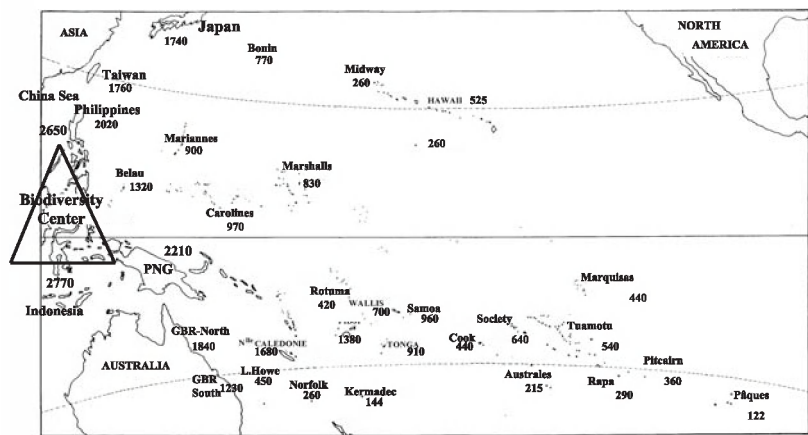 ASIA
Japan
1740
Bonin
770
NORTH
AMERICA
Taiwan
1760
Midway
260
HAWAII 525
China Sea
Philippines
2020
2650
Mariannes
900
260
Belau
1320
Marshalls
830
Biodiversity
Center
Carolines
970
2210
PNG
2770
Indonesia
Rotuma
420
WALLIS
700
Samoa
960
Marquisas
440
Society
640
Tuamotu
540
GBR-North
1840
Nlle CALEDONIE
1680
1380
TONGA
910
Cook
440
AUSTRALIA
GBR
South
1230
L.Howe
450
Norfolk
260
Kermadec
144
Australes
215
Rapa
290
Pitcairn
360
Pâques
122